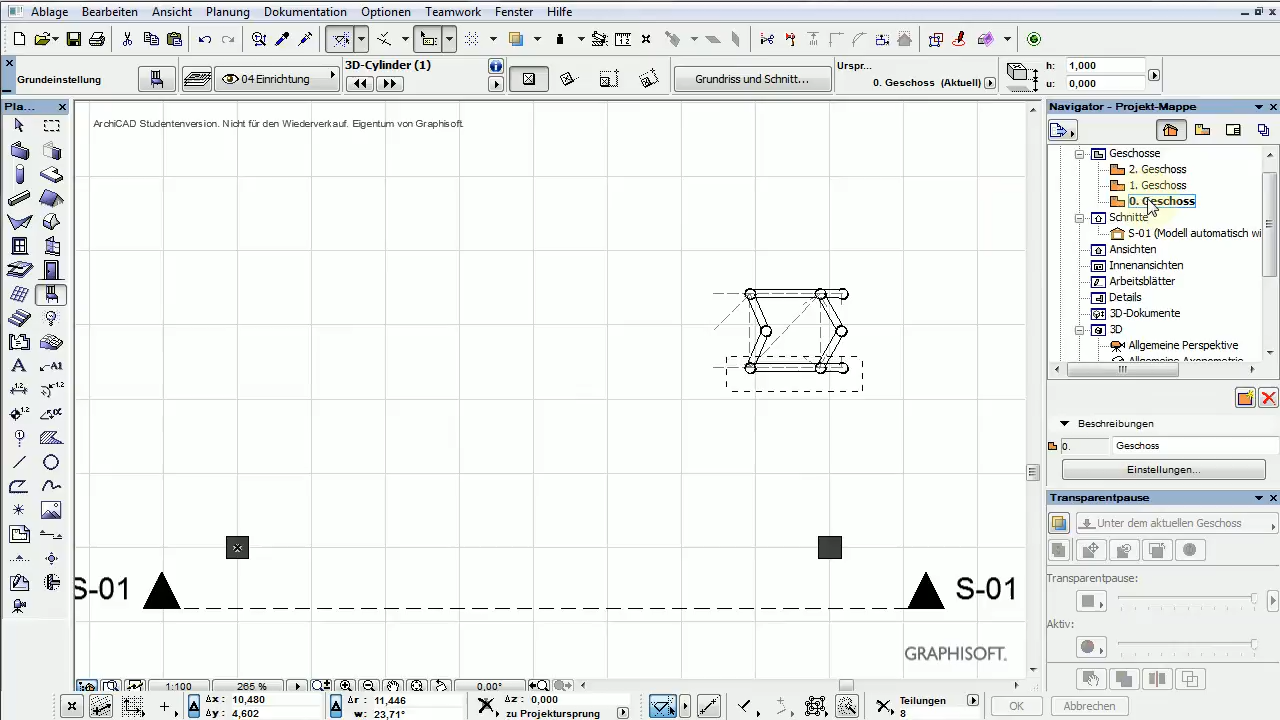 Ablage Bearbeiten Ansicht Planung Dokumentation Optionen Teamwork Fenster Hilfe
Grundeinstellung
04 Einrichtung
3D-Cylinder (1)
Grundriss und Schnitt...
Urspr...
0. Geschoss (Aktuell)
h: 1,000
u: 0,000
Pla...
ArchiCAD Studentenversion. Nicht für den Wiederverkauf. Eigentum von Graphisoft.
Navigator - Projekt-Mappe
Geschosse
2. Geschoss
1. Geschoss
0. Geschoss
Schnitte
S-01 (Modell automatisch wi
Ansichten
Innenansichten
Arbeitsblätter
Details
3D-Dokumente
3D
Allgemeine Perspektive
Allgemeine Axonometrie
Beschreibungen
0. Geschoss
Einstellungen...
Transparentpause
Unter dem aktuellen Geschoss
Transparentpause:
Aktiv:
S-01
S-01
GRAPHISOFT.
1:100 265 % 0,00°
Δx: 10,480
Δy: 4,602
Δr: 11,446
23,71°
Δz: 0,000
zu Projektursprung
Teilungen
8
OK
Abbrechen